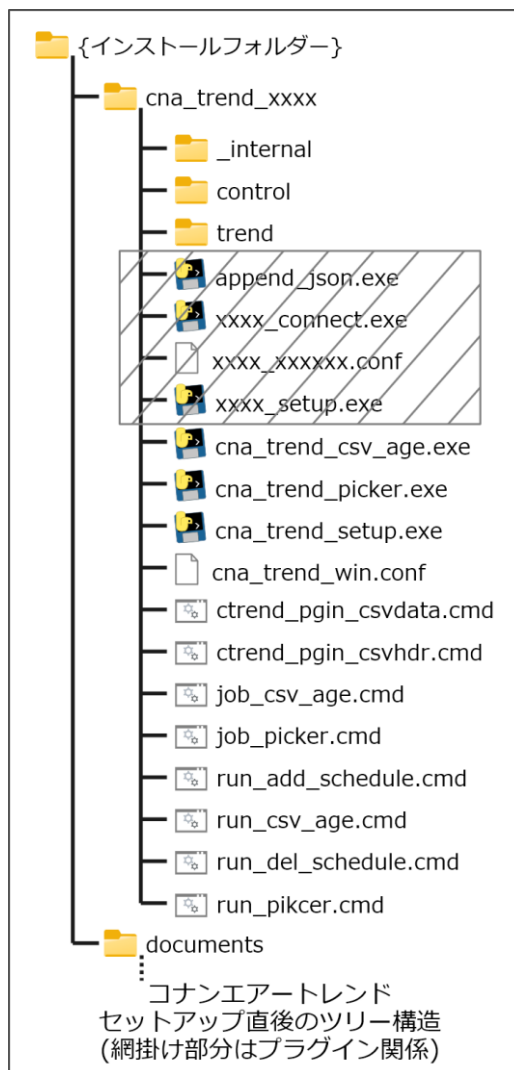 {インストールフォルダー}
cna_trend_xxxx
_internal
control
trend
append_json.exe
xxxx_connect.exe
xxxx_xxxxxx.conf
xxxx_setup.exe
cna_trend_csv_age.exe
cna_trend_picker.exe
cna_trend_setup.exe
cna_trend_win.conf
ctrend_pgin_csvdata.cmd
ctrend_pgin_csvhdr.cmd
job_csv_age.cmd
job_picker.cmd
run_add_schedule.cmd
run_csv_age.cmd
run_del_schedule.cmd
run_pikcer.cmd
documents
コナンエアートレンド
セットアップ直後のツリー構造
(網掛け部分はプラグイン関係)